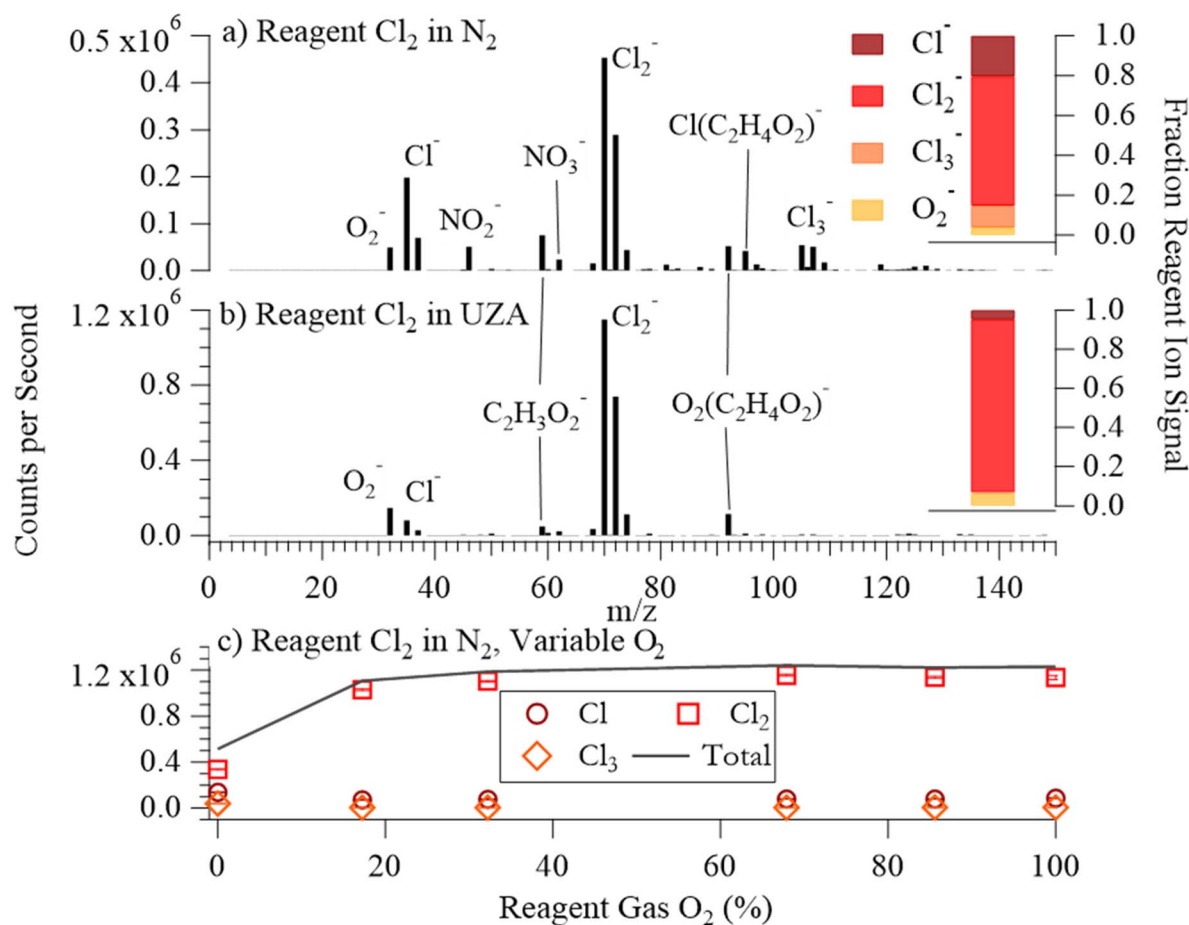 a) Reagent Cl₂ in N₂
0.5 x10⁶
0.4
0.3
0.2
0.1
0.0
O₂⁻
Cl⁻
NO₂⁻
NO₃⁻
Cl₂⁻
Cl(C₂H₄O₂)⁻
Cl₃⁻
Cl⁻
Cl₂⁻
Cl₃⁻
O₂⁻
1.0
0.8
0.6
0.4
0.2
0.0
b) Reagent Cl₂ in UZA
1.2 x10⁶
0.8
0.4
0.0
O₂⁻
Cl⁻
C₂H₃O₂⁻
Cl₂⁻
O₂(C₂H₄O₂)⁻
1.0
0.8
0.6
0.4
0.2
0.0
Counts per Second
Fraction Reagent Ion Signal
0 20 40 60 80 100 120 140
m/z
c) Reagent Cl₂ in N₂, Variable O₂
1.2 x10⁶
0.8
0.4
0.0
Cl Cl₂
Cl₃ Total
0 20 40 60 80 100
Reagent Gas O₂ (%)